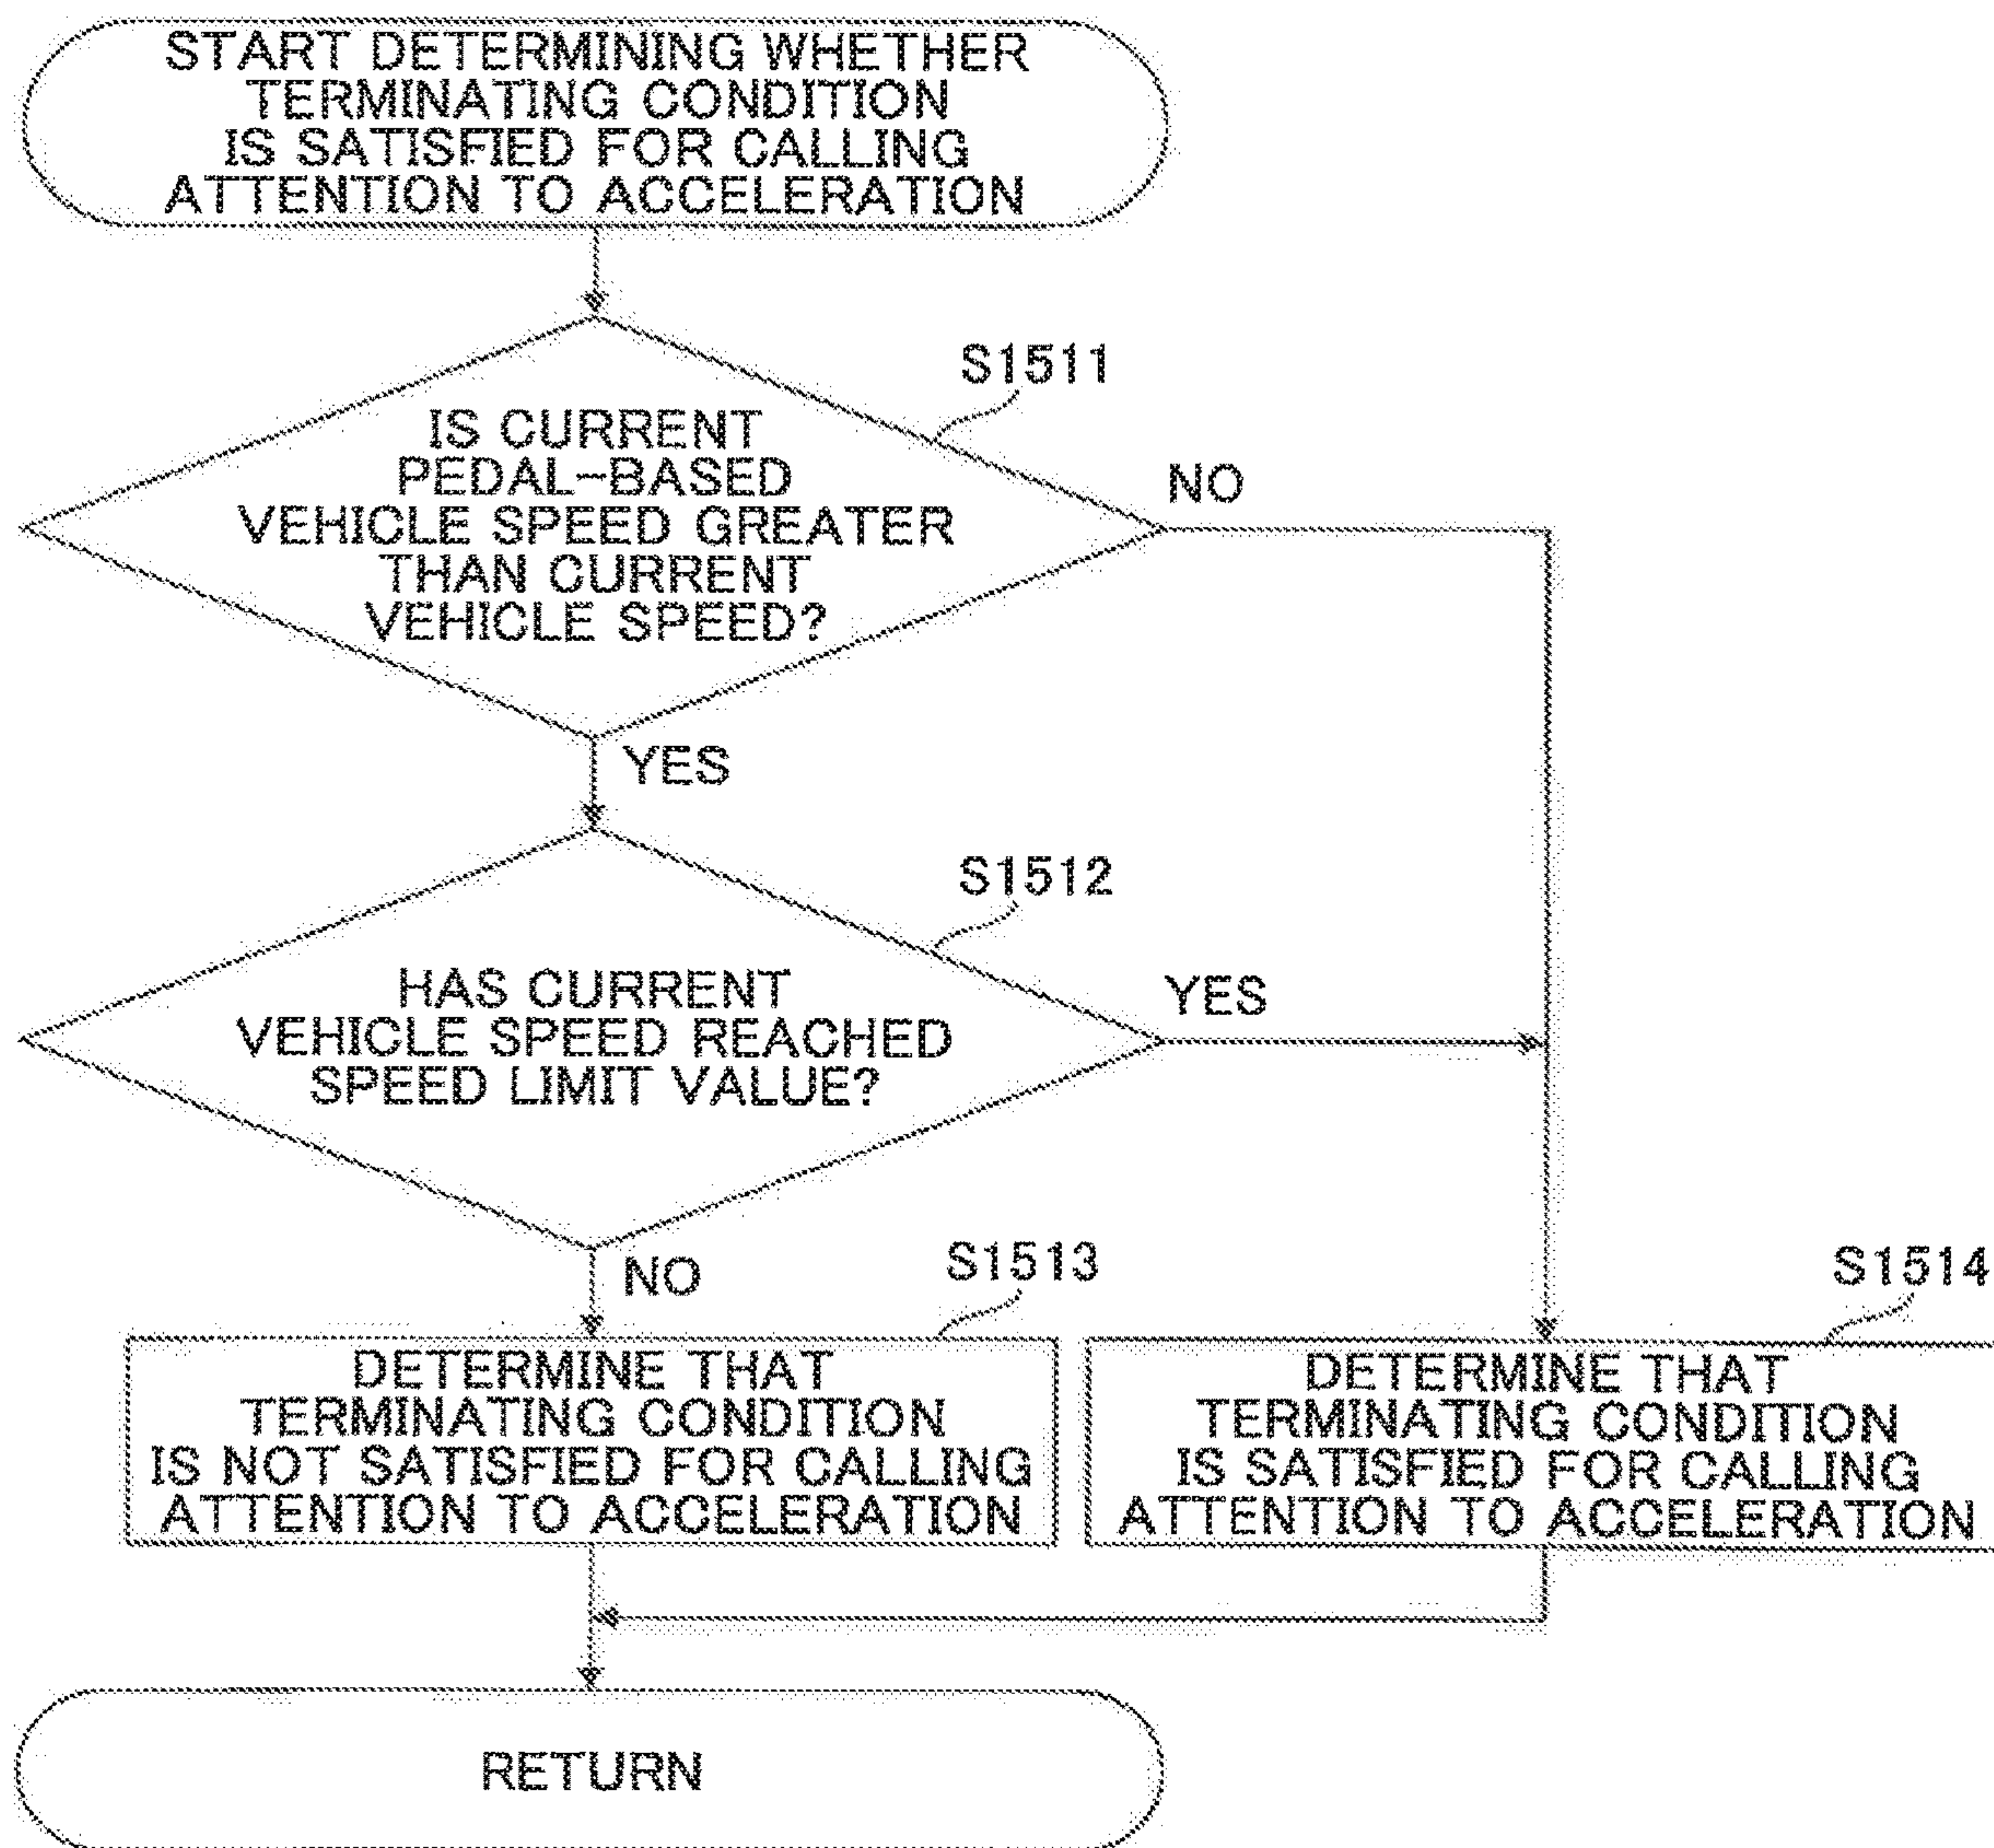 START DETERMINING WHETHER
TERMINATING CONDITION
IS SATISFIED FOR CALLING
ATTENTION TO ACCELERATION
S1511
IS CURRENT
PEDAL-BASED
VEHICLE SPEED GREATER
THAN CURRENT
VEHICLE SPEED?
NO
YES
S1512
HAS CURRENT
VEHICLE SPEED REACHED
SPEED LIMIT VALUE?
YES
NO
S1513
DETERMINE THAT
TERMINATING CONDITION
IS NOT SATISFIED FOR CALLING
ATTENTION TO ACCELERATION
S1514
DETERMINE THAT
TERMINATING CONDITION
IS SATISFIED FOR CALLING
ATTENTION TO ACCELERATION
RETURN